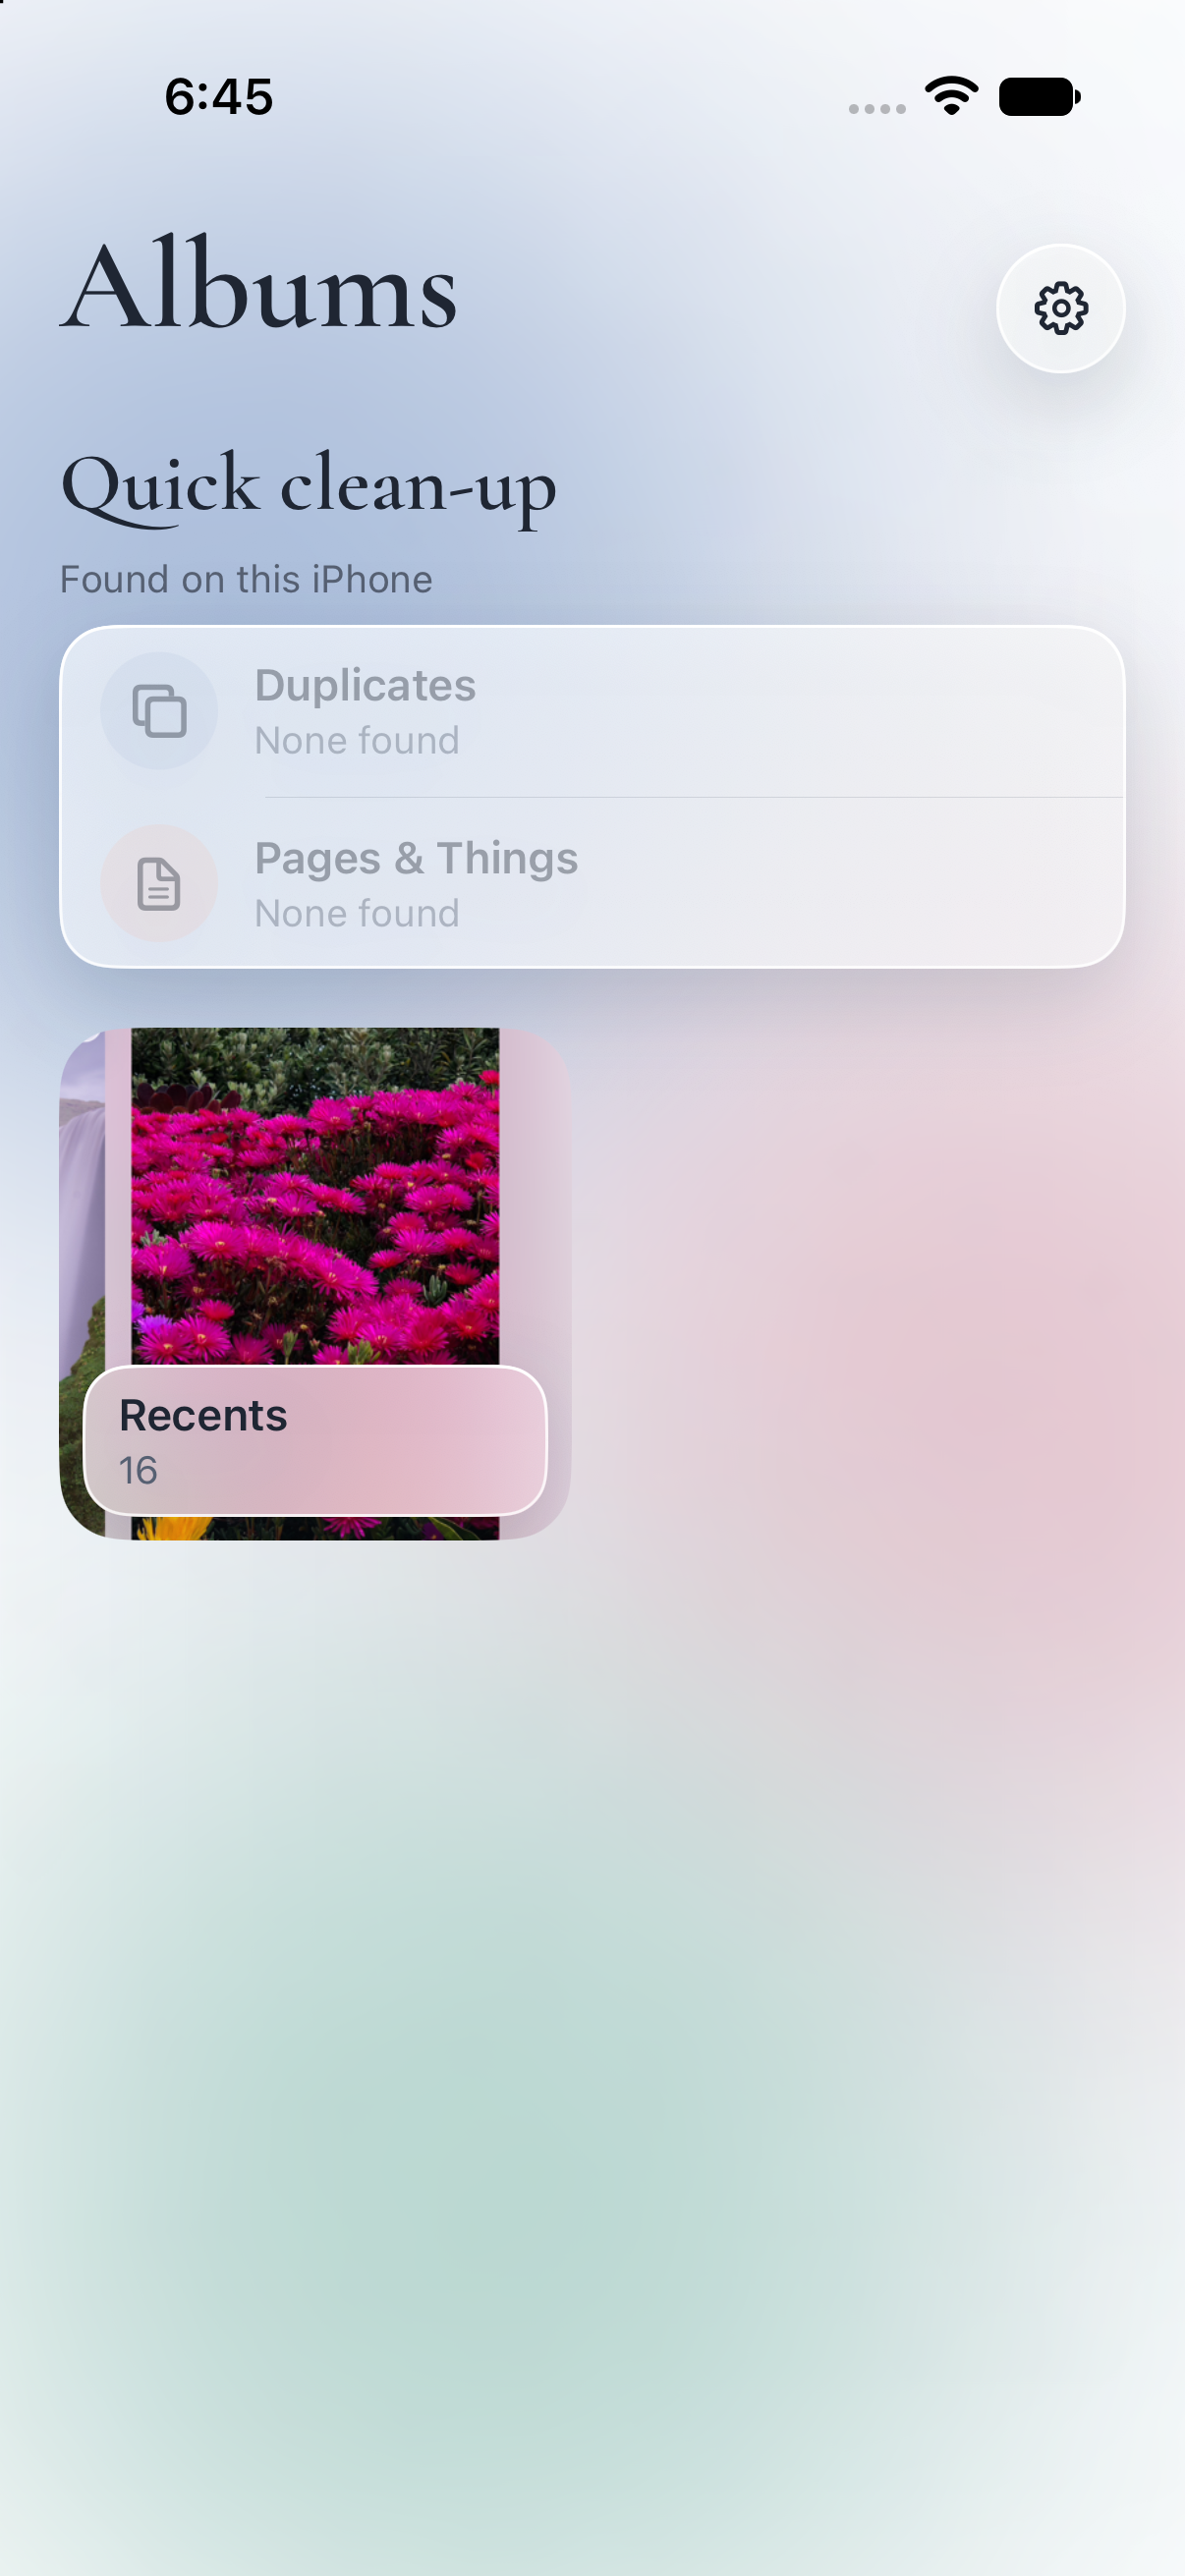 6:45
Albums
Quick clean-up
Found on this iPhone
Duplicates
None found
Pages & Things
None found
Recents
16